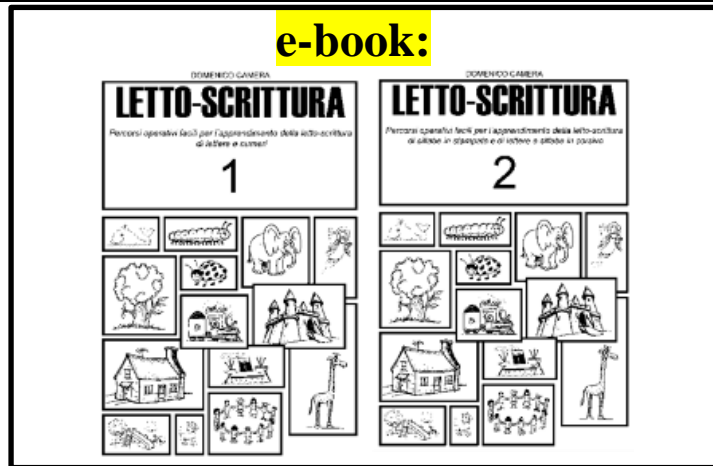 e-book:
DOMENICO CAMERA
LETTO-SCRITTURA
Percorsi operativi facili per l'apprendimento della letto-scrittura
di lettere e numeri
1
DOMENICO CAMERA
LETTO-SCRITTURA
Percorsi operativi facili per l'apprendimento della letto-scrittura
di sillabe in stampato e di lettere e sillabe in corsivo
2